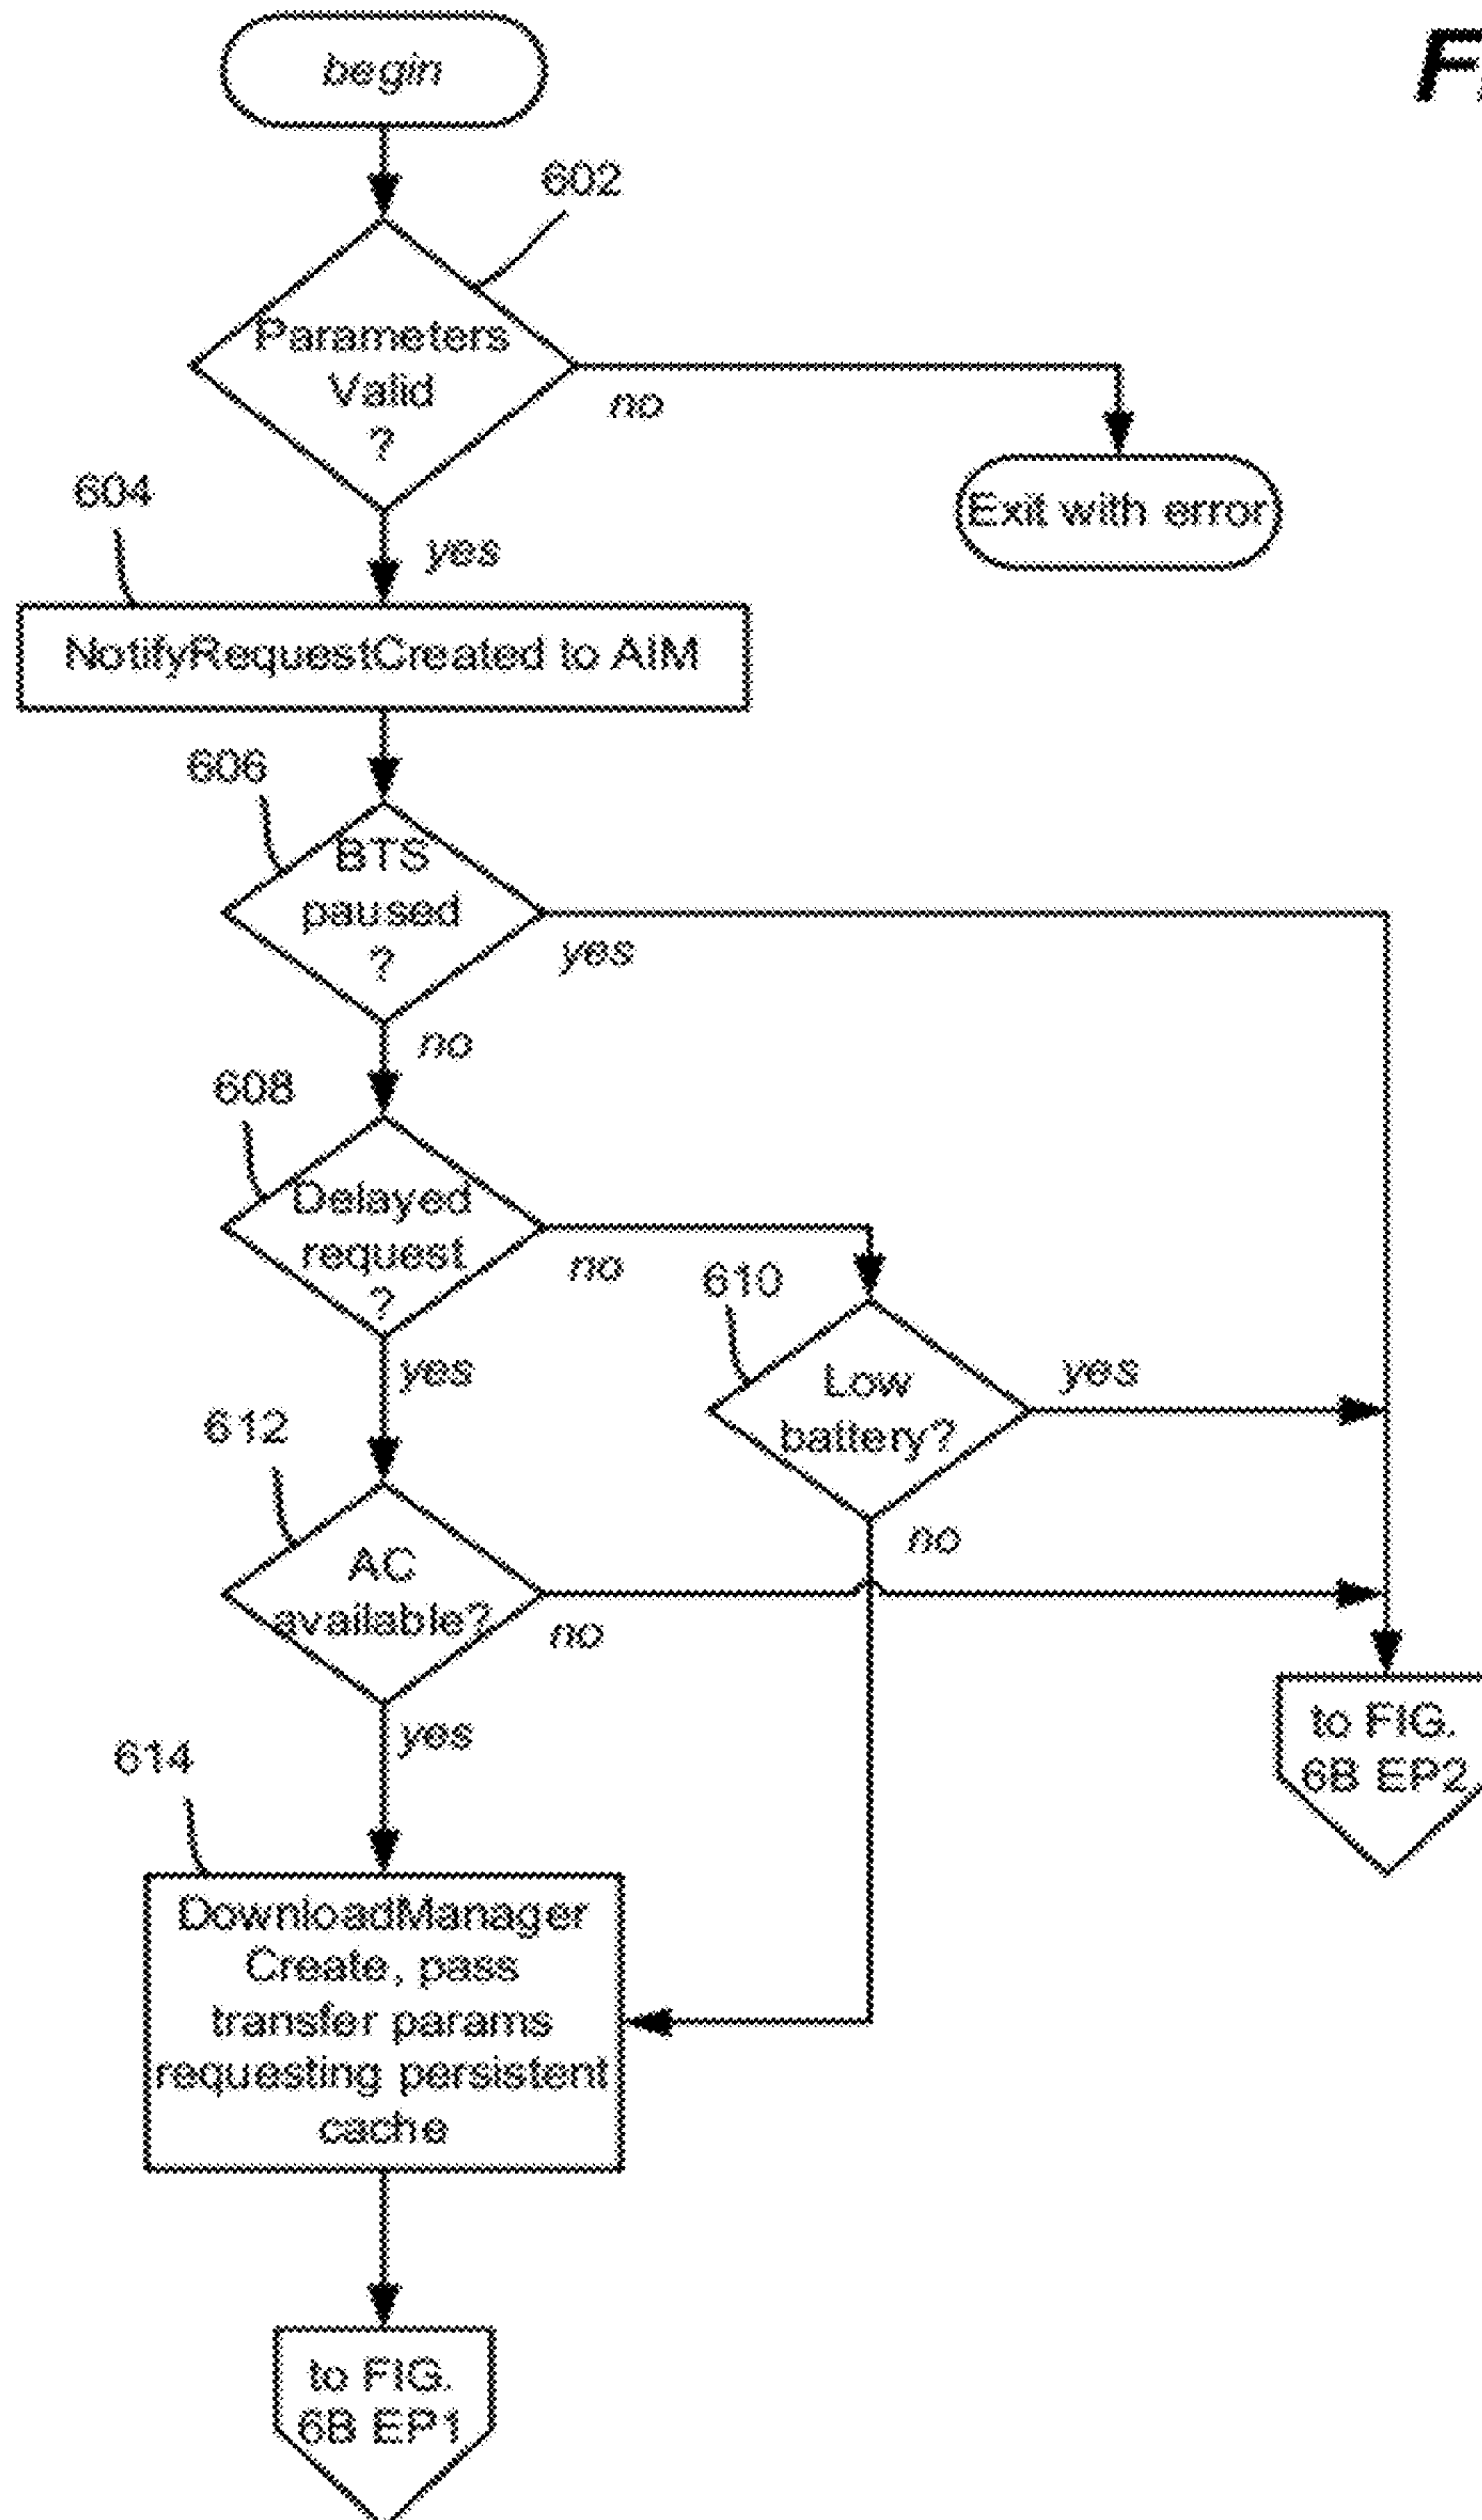 begin
602
Parameters
Valid
?
no
Exit with error
604
yes
NotifyRequestCreated to AIM
606
BTS
paused
?
yes
no
608
Delayed
request
?
no
610
yes
Low
battery?
yes
612
no
AC
available?
no
yes
614
to FIG.
6B EP2
DownloadManager
Create, pass
transfer params
requesting persistent
cache
to FIG.
6B EP1